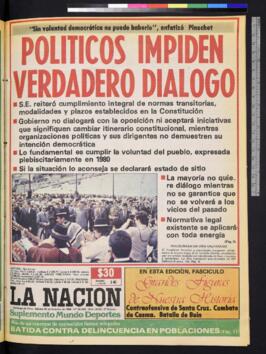 "Sin voluntad democrática no puede haberlo", enfatizó Pinochet
POLITICOS IMPIDEN
VERDADERO DIALOGO
S.E. reiteró cumplimiento integral de normas transitorias,
modalidades y plazos establecidos en la Constitución
Gobierno no dialogará con la oposición ni aceptará iniciativas
que signifiquen cambiar itinerario constitucional, mientras
organizaciones políticas y sus dirigentes no demuestren su
intención democrática
Lo fundamental es cumplir la voluntad del pueblo, expresada
plebiscitariamente en 1980
Si la situación lo aconseja se declarará estado de sitio
La mayoría no quie-
re diálogo mientras
no se garantice que
no se volverá a los
vicios del pasado
Normativa legal
existente se aplicará
con toda energía
$30
LA NACION
Suplemento Mundo Deportes
EN ESTA EDICION, FASCICULO
Grandes Figuras
de Nuestra Historia
Contraofensiva de Santa Cruz. Combate
de Casma. Batalla de Buin
BATIDA CONTRA DELINCUENCIA EN POBLACIONES